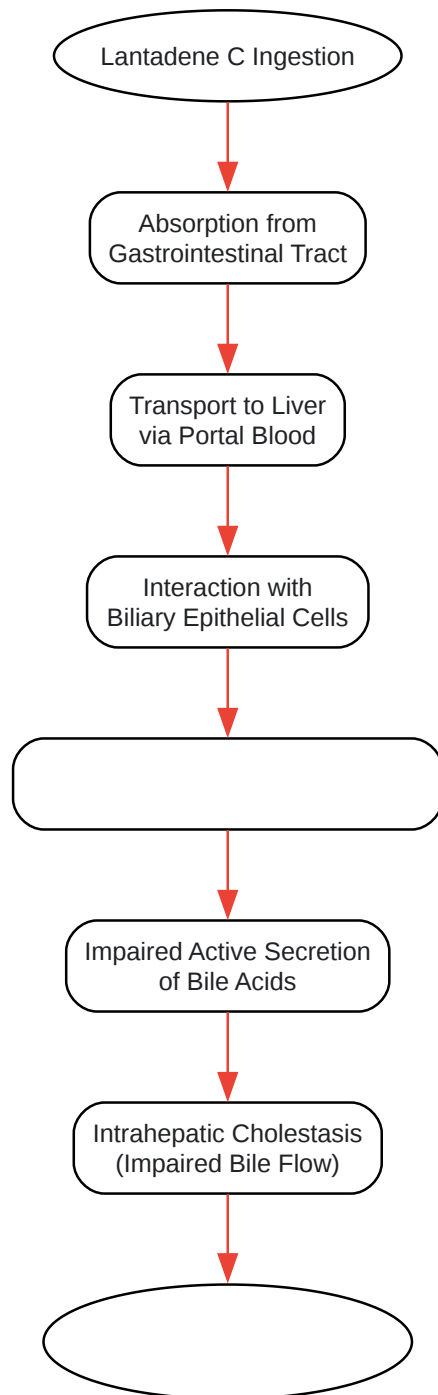 Lantadene C Ingestion
Absorption from
Gastrointestinal Tract
Transport to Liver
via Portal Blood
Interaction with
Biliary Epithelial Cells
Impaired Active Secretion
of Bile Acids
Intrahepatic Cholestasis
(Impaired Bile Flow)